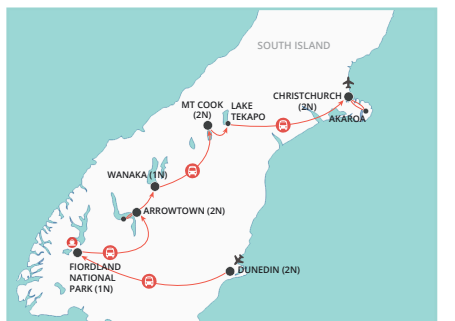 SOUTH ISLAND
MT COOK
(2N)
LAKE
TEKAPO
CHRISTCHURCH
(2N)
AKAROA
WANAKA (1N)
ARROWTOWN (2N)
FIORDLAND
NATIONAL
PARK (1N)
DUNEDIN (2N)